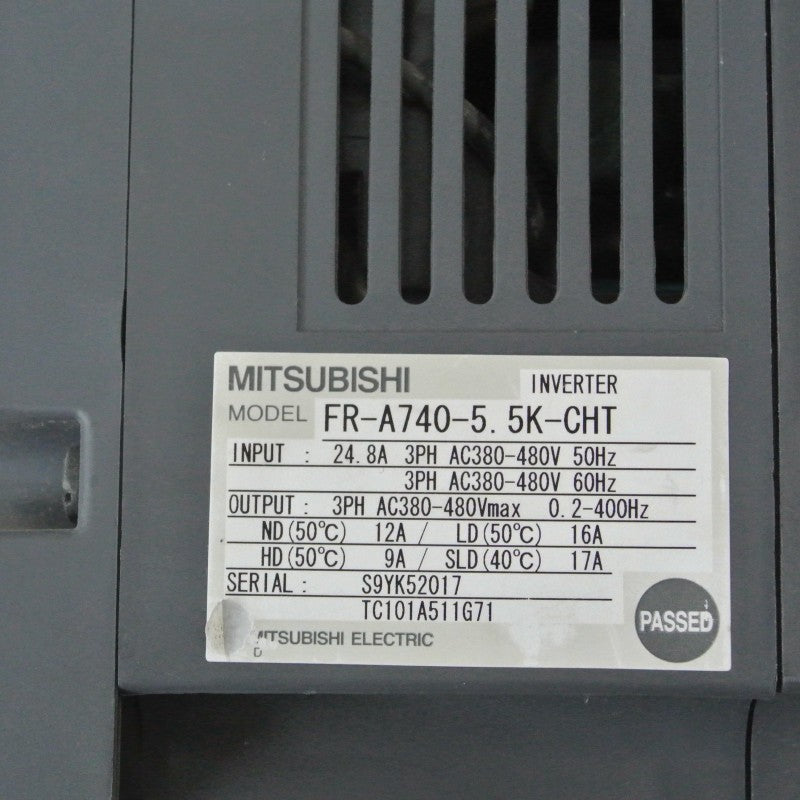 MITSUBISHI INVERTER
MODEL FR-A740-5.5K-CHT
INPUT : 24.8A 3PH AC380-480V 50Hz
3PH AC380-480V 60Hz
OUTPUT : 3PH AC380-480Vmax 0.2-400Hz
ND(50℃) 12A / LD(50℃) 16A
HD(50℃) 9A / SLD(40℃) 17A
SERIAL : S9YK52017
TC101A511G71
PASSED
MITSUBISHI ELECTRIC